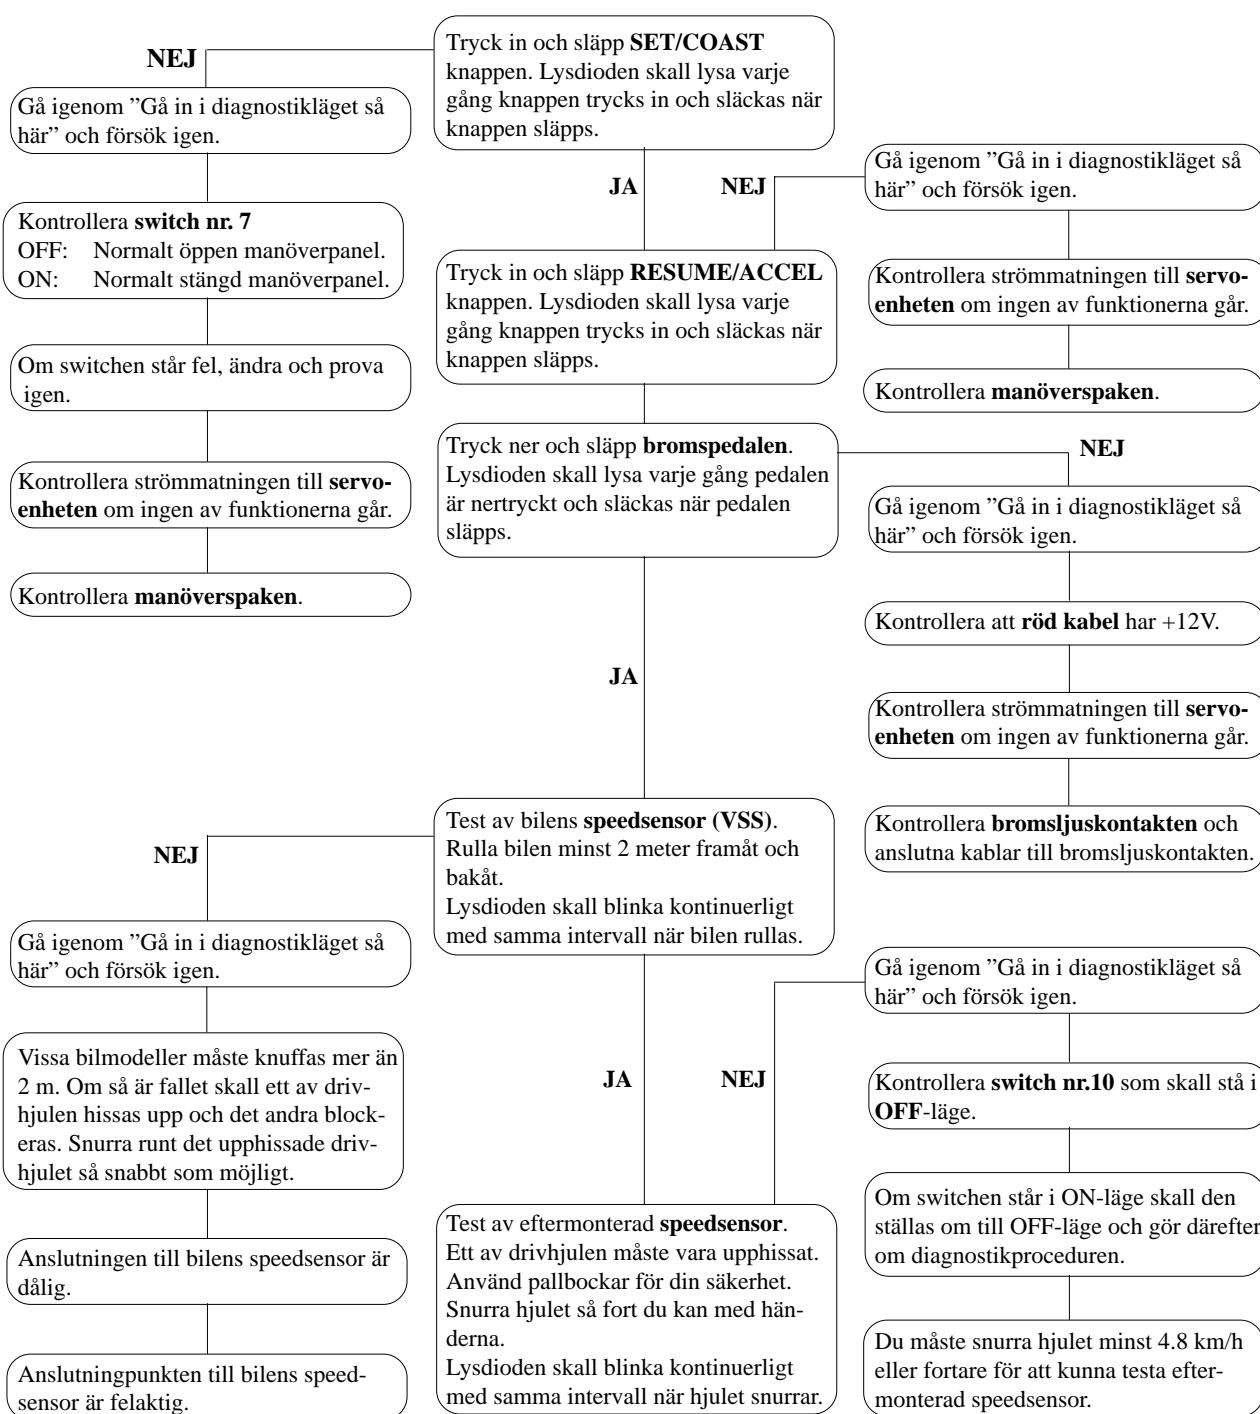 Tryck in och släpp SET/COAST
knappen. Lysdioden skall lysa varje
gång knappen trycks in och släckas när
knappen släpps.
NEJ
Gå igenom ”Gå in i diagnostikläget så
här” och försök igen.
Kontrollera switch nr. 7
OFF: Normalt öppen manöverpanel.
ON: Normalt stängd manöverpanel.
Om switchen står fel, ändra och prova
igen.
Kontrollera strömmatningen till servo-
enheten om ingen av funktionerna går.
Kontrollera manöverspaken.
JA
NEJ
Tryck in och släpp RESUME/ACCEL
knappen. Lysdioden skall lysa varje
gång knappen trycks in och släckas när
knappen släpps.
Gå igenom ”Gå in i diagnostikläget så
här” och försök igen.
Kontrollera strömmatningen till servo-
enheten om ingen av funktionerna går.
Kontrollera manöverspaken.
Tryck ner och släpp bromspedalen.
Lysdioden skall lysa varje gång pedalen
är nertryckt och släckas när pedalen
släpps.
NEJ
Gå igenom ”Gå in i diagnostikläget så
här” och försök igen.
Kontrollera att röd kabel har +12V.
Kontrollera strömmatningen till servo-
enheten om ingen av funktionerna går.
Kontrollera bromsljuskontakten och
anslutna kablar till bromsljuskontakten.
JA
Test av bilens speedsensor (VSS).
Rulla bilen minst 2 meter framåt och
bakåt.
Lysdioden skall blinka kontinuerligt
med samma intervall när bilen rullas.
NEJ
Gå igenom ”Gå in i diagnostikläget så
här” och försök igen.
Vissa bilmodeller måste knuffas mer än
2 m. Om så är fallet skall ett av driv-
hjulen hissas upp och det andra block-
eras. Snurra runt det upphissade driv-
hjulet så snabbt som möjligt.
Anslutningen till bilens speedsensor är
dålig.
Anslutningpunkten till bilens speed-
sensor är felaktig.
JA
NEJ
Test av eftermonterad speedsensor.
Ett av drivhjulen måste vara upphissat.
Använd pallbockar för din säkerhet.
Snurra hjulet så fort du kan med hän-
derna.
Lysdioden skall blinka kontinuerligt
med samma intervall när hjulet snurrar.
Gå igenom ”Gå in i diagnostikläget så
här” och försök igen.
Kontrollera switch nr.10 som skall stå i
OFF-läge.
Om switchen står i ON-läge skall den
ställas om till OFF-läge och gör därefter
om diagnostikproceduren.
Du måste snurra hjulet minst 4.8 km/h
eller fortare för att kunna testa efter-
monterad speedsensor.